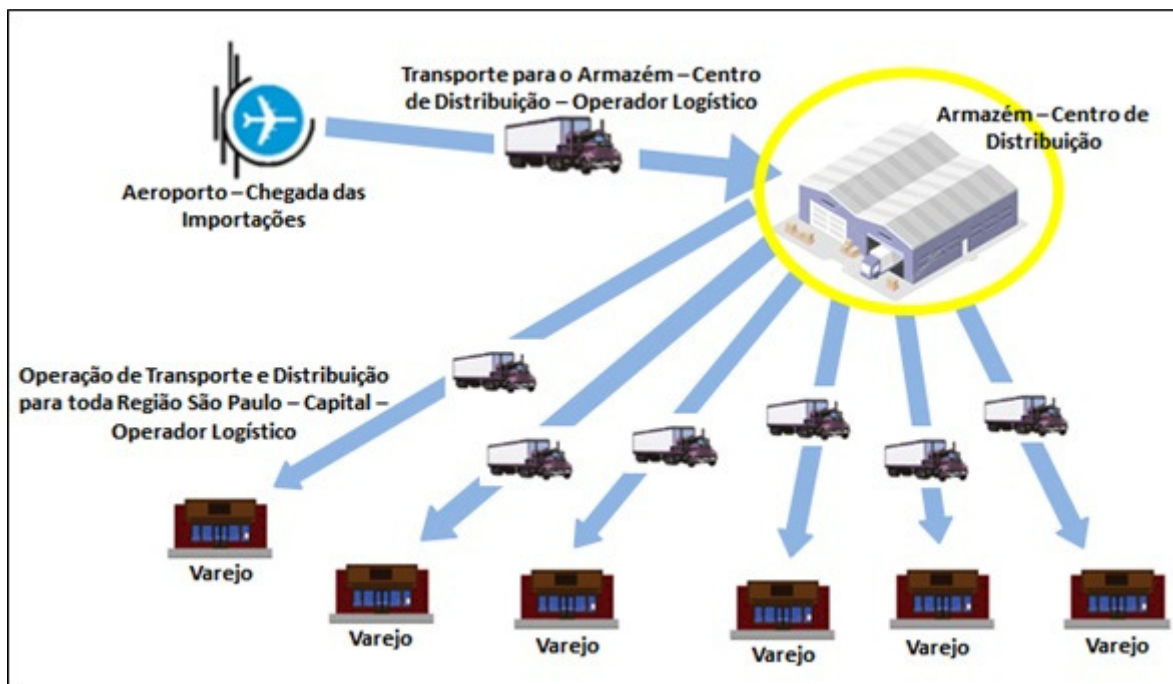 Transporte para o Armazém – Centro
de Distribuição – Operador Logístico
Armazém – Centro de
Distribuição
Aeroporto – Chegada das
Importações
Operação de Transporte e Distribuição
para toda Região São Paulo – Capital –
Operador Logístico
Varejo
Varejo
Varejo
Varejo
Varejo
Varejo